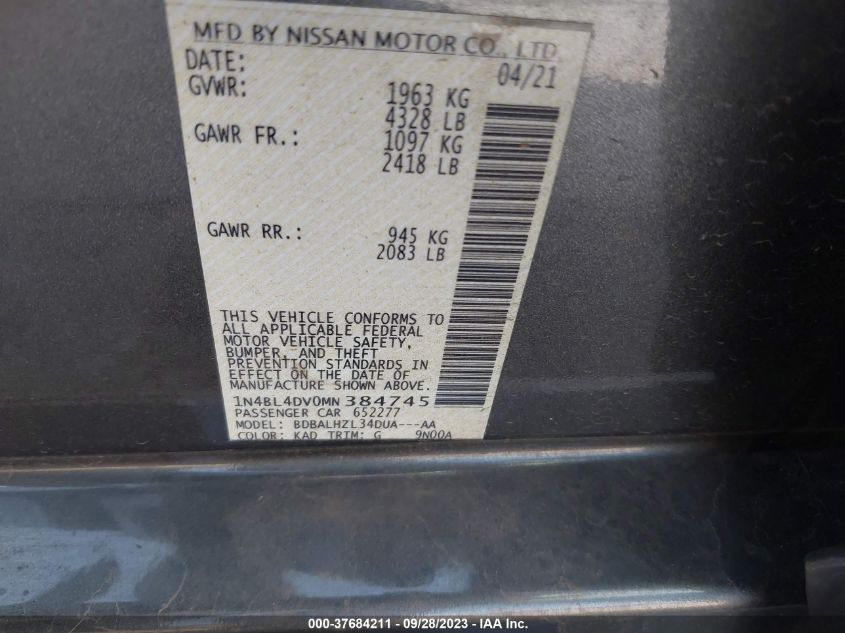 MFD BY NISSAN MOTOR CO., LTD.
DATE: 04/21
GVWR: 1963 KG
4328 LB
GAWR FR.: 1097 KG
2418 LB
GAWR RR.: 945 KG
2083 LB
THIS VEHICLE CONFORMS TO
ALL APPLICABLE FEDERAL
MOTOR VEHICLE SAFETY,
BUMPER, AND THEFT
PREVENTION STANDARDS IN
EFFECT ON THE DATE OF
MANUFACTURE SHOWN ABOVE.
1N4BL4DV0MN384745
PASSENGER CAR 652277
MODEL: BDBALHZL34DUA---AA
COLOR: KAD TRIM: G 9N00A
000-37684211 - 09/28/2023 - IAA Inc.